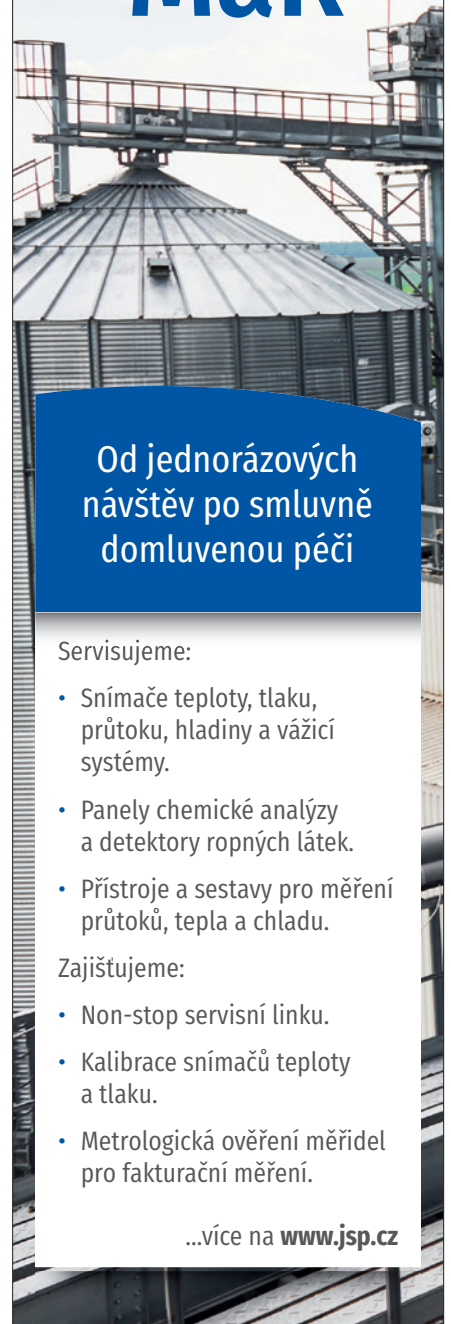 MaR
Od jednorázových
návštěv po smluvně
domluvenou péči
Servisujeme:
• Snímače teploty, tlaku,
průtoku, hladiny a vážicí
systémy.
• Panely chemické analýzy
a detektory ropných látek.
• Přístroje a sestavy pro měření
průtoků, tepla a chladu.
Zajišťujeme:
• Non-stop servisní linku.
• Kalibrace snímačů teploty
a tlaku.
• Metrologická ověření měřidel
pro fakturační měření.
...více na www.jsp.cz